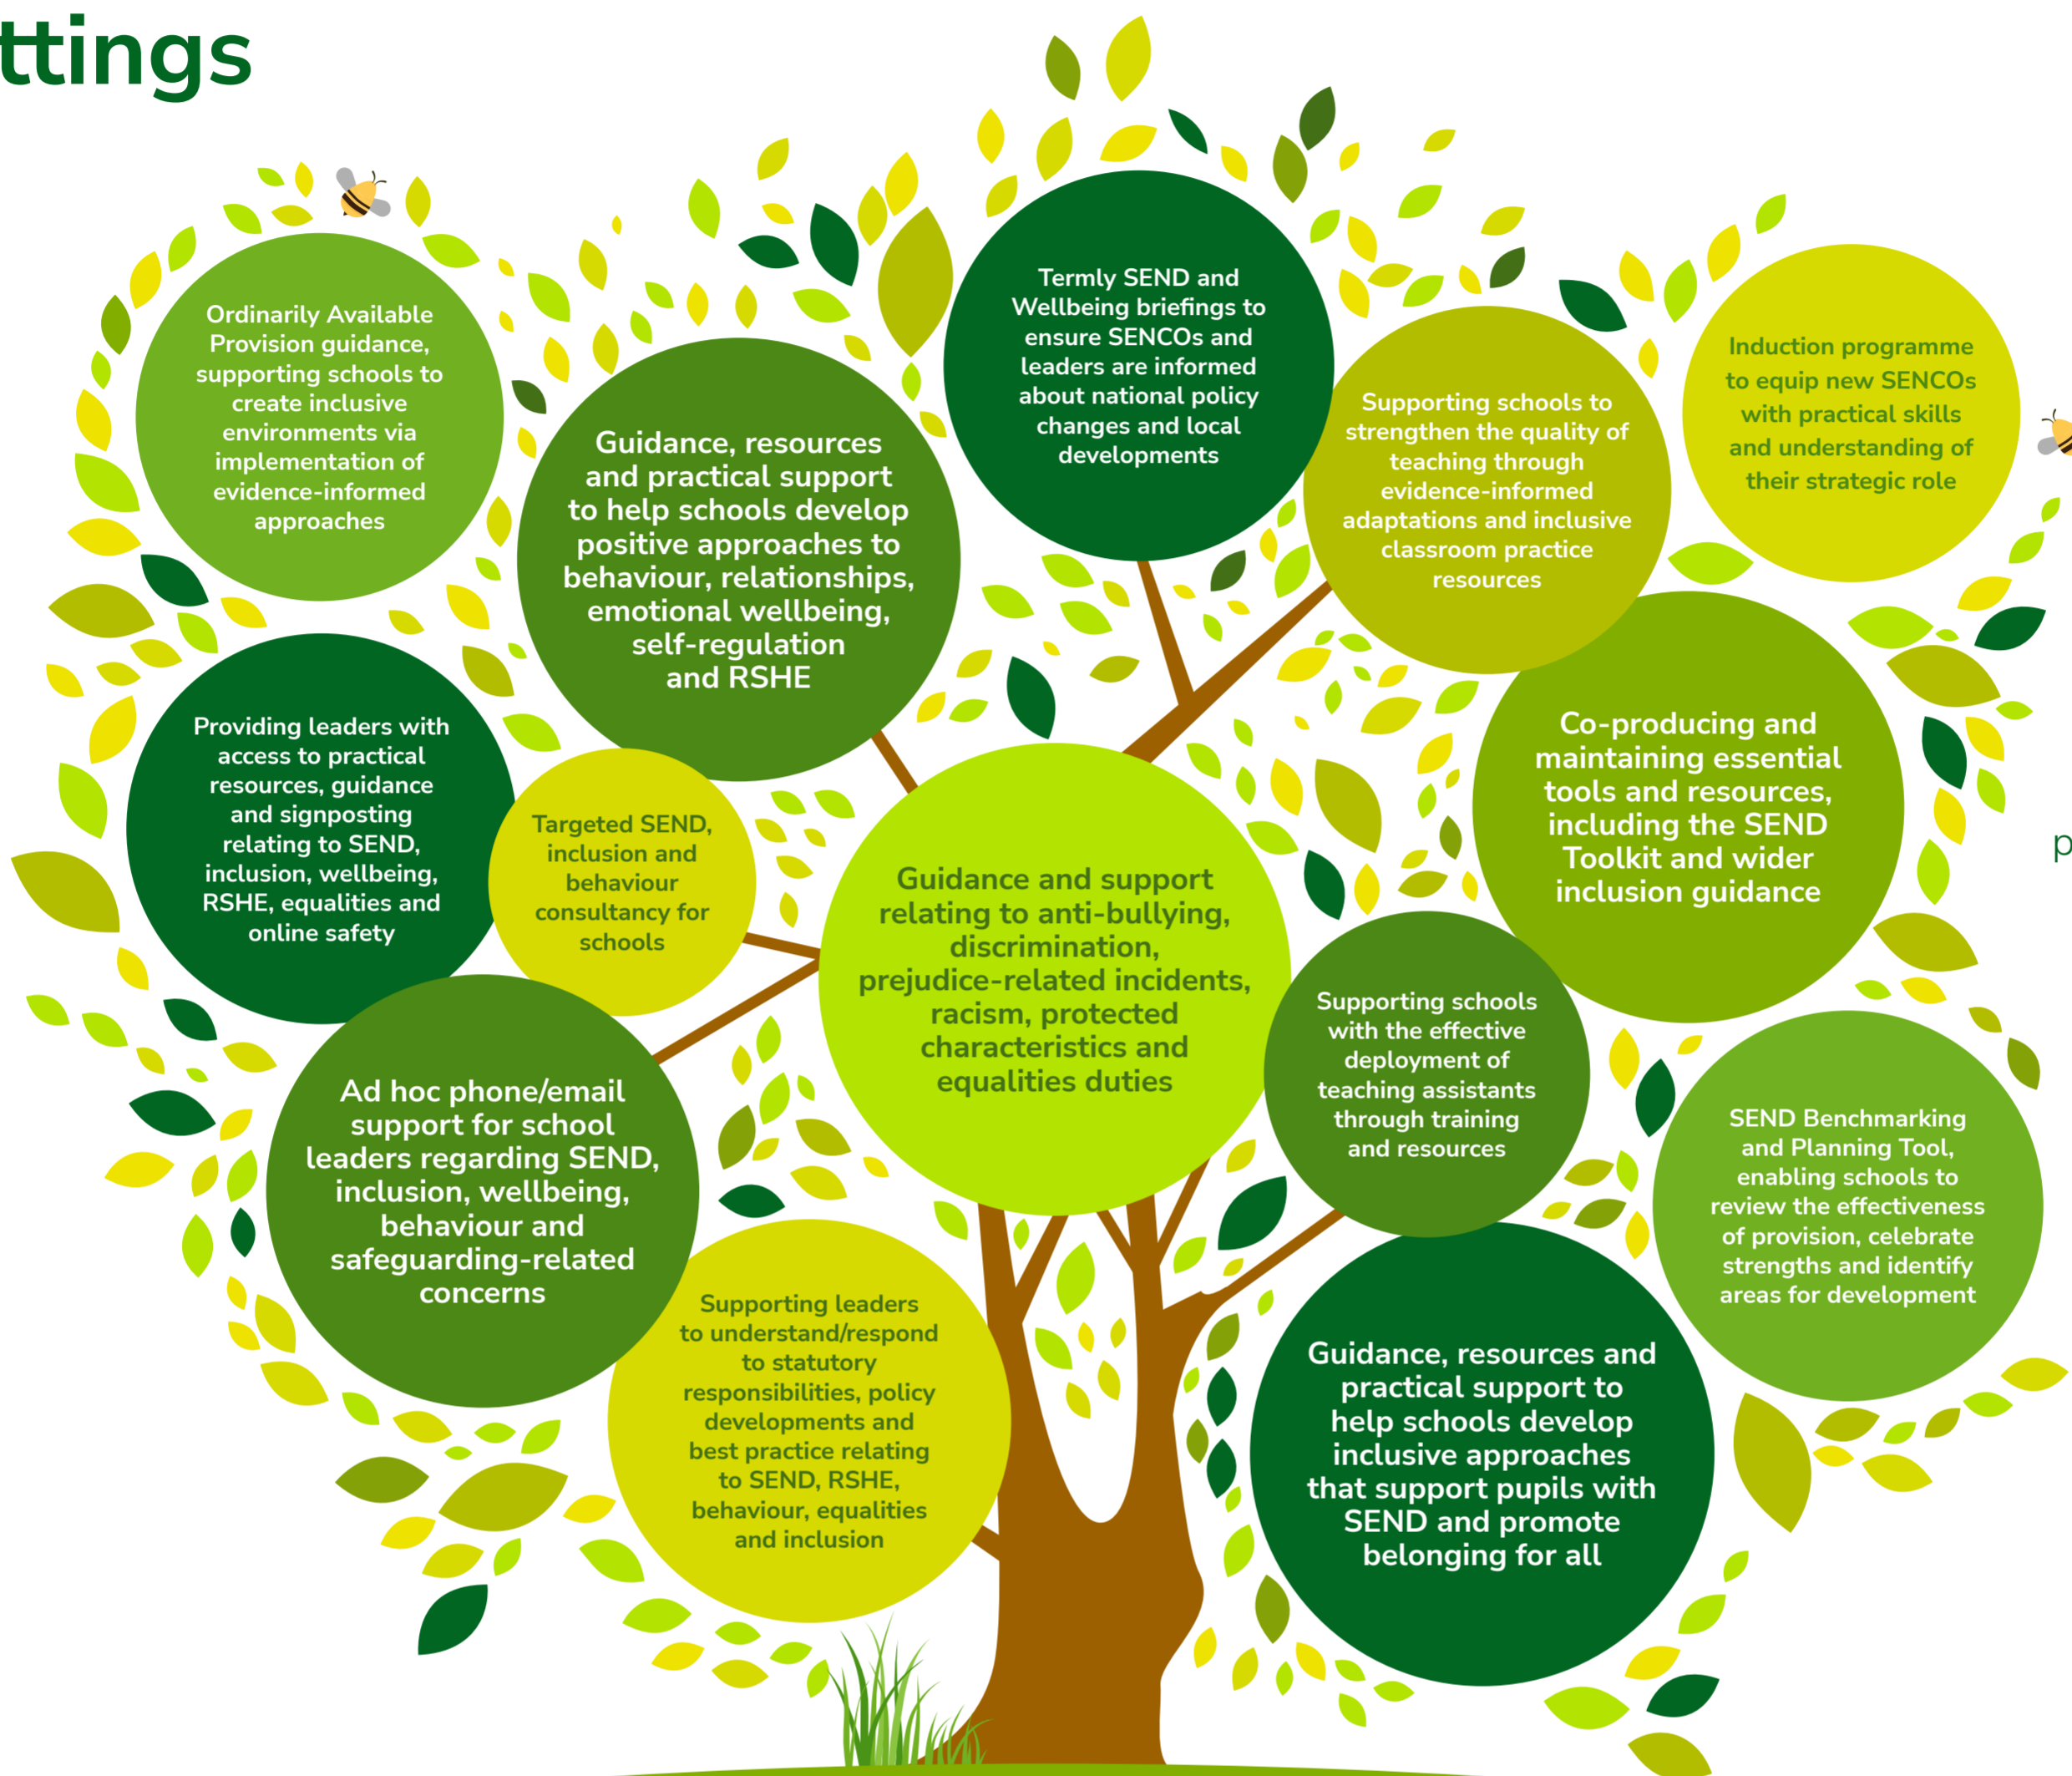 ttings
Ordinarily Available
Provision guidance,
supporting schools to
create inclusive
environments via
implementation of
evidence-informed
approaches
Guidance, resources
and practical support
to help schools develop
positive approaches to
behaviour, relationships,
emotional wellbeing,
self-regulation
and RSHE
Termly SEND and
Wellbeing briefings to
ensure SENCOs and
leaders are informed
about national policy
changes and local
developments
Supporting schools to
strengthen the quality of
teaching through
evidence-informed
adaptations and inclusive
classroom practice
resources
Induction programme
to equip new SENCOs
with practical skills
and understanding of
their strategic role
Providing leaders with
access to practical
resources, guidance
and signposting
relating to SEND,
inclusion, wellbeing,
RSHE, equalities and
online safety
Targeted SEND,
inclusion and
behaviour
consultancy for
schools
Guidance and support
relating to anti-bullying,
discrimination,
prejudice-related incidents,
racism, protected
characteristics and
equalities duties
Co-producing and
maintaining essential
tools and resources,
including the SEND
Toolkit and wider
inclusion guidance
p
Supporting schools
with the effective
deployment of
teaching assistants
through training
and resources
Ad hoc phone/email
support for school
leaders regarding SEND,
inclusion, wellbeing,
behaviour and
safeguarding-related
concerns
SEND Benchmarking
and Planning Tool,
enabling schools to
review the effectiveness
of provision, celebrate
strengths and identify
areas for development
Supporting leaders
to understand/respond
to statutory
responsibilities, policy
developments and
best practice relating
to SEND, RSHE,
behaviour, equalities
and inclusion
Guidance, resources and
practical support to
help schools develop
inclusive approaches
that support pupils with
SEND and promote
belonging for all